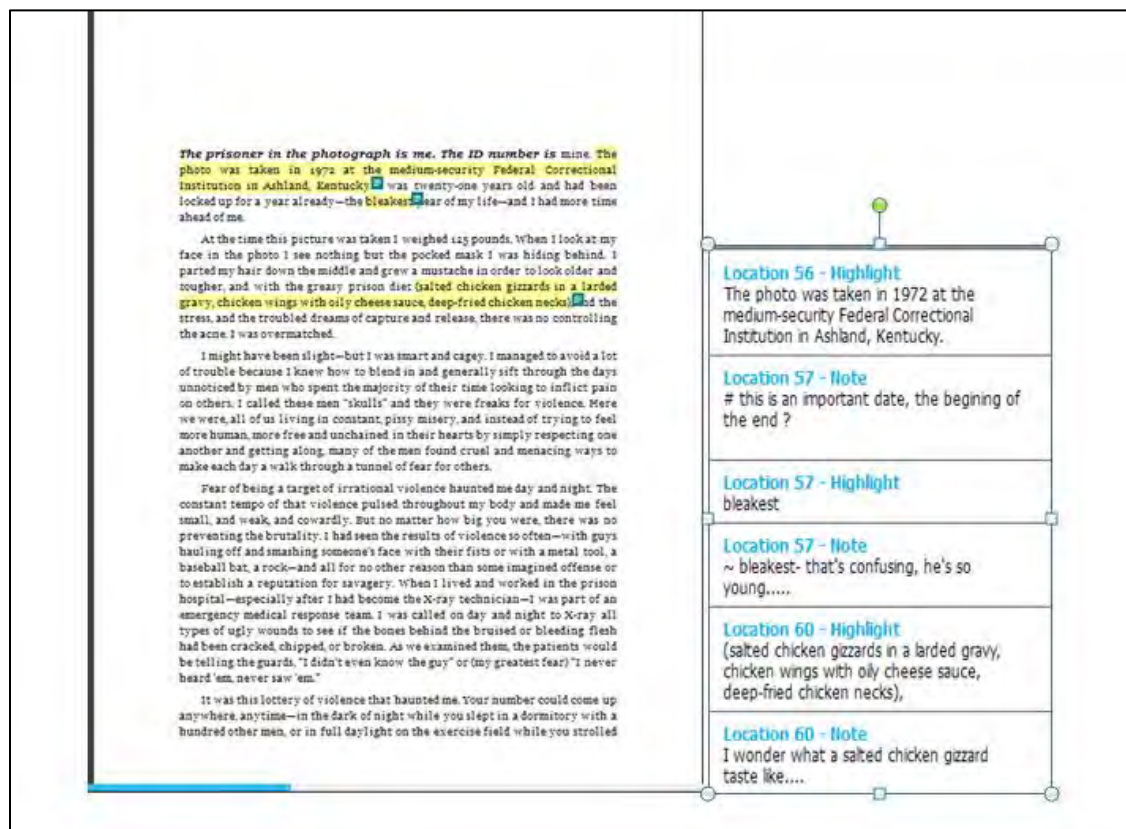 The prisoner in the photograph is me. The ID number is mine. The
photo was taken in 1972 at the medium-security Federal Correctional
Institution in Ashland, Kentucky. was twenty-one years old and had been
locked up for a year already—the bleakest year of my life—and I had more time
ahead of me.
At the time this picture was taken I weighed 125 pounds. When I look at my
face in the photo I see nothing but the pocked mask I was hiding behind. I
parted my hair down the middle and grew a mustache in order to look older and
tougher, and with the greasy prison diet (salted chicken gizzards in a larded
gravy, chicken wings with oily cheese sauce, deep-fried chicken necks), and the
stress, and the troubled dreams of capture and release, there was no controlling
the acne. I was overmatched.
I might have been slight—but I was smart and cagey. I managed to avoid a lot
of trouble because I knew how to blend in and generally sift through the days
unnoticed by men who spent the majority of their time looking to inflict pain
on others. I called these men "skulls" and they were freaks for violence. Here
we were, all of us living in constant, pissy misery, and instead of trying to feel
more human, more free and unchained in their hearts by simply respecting one
another and getting along, many of the men found cruel and menacing ways to
make each day a walk through a tunnel of fear for others.
Fear of being a target of irrational violence haunted me day and night. The
constant tempo of that violence pulsed throughout my body and made me feel
small, and weak, and cowardly. But no matter how big you were, there was no
preventing the brutality. I had seen the results of violence so often—with guys
hauling off and smashing someone's face with their fists or with a metal tool, a
baseball bat, a rock—and all for no other reason than some imagined offense or
to establish a reputation for savagery. When I lived and worked in the prison
hospital—especially after I had become the X-ray technician—I was part of an
emergency medical response team. I was called on day and night to X-ray all
types of ugly wounds to see if the bones behind the bruised or bleeding flesh
had been cracked, chipped, or broken. As we examined them, the patients would
be telling the guards, "I didn't even know the guy" or (my greatest fear) "I never
heard 'em, never saw 'em."
It was this lottery of violence that haunted me. Your number could come up
anywhere, anytime—in the dark of night while you slept in a dormitory with a
hundred other men, or in full daylight on the exercise field while you strolled
Location 56 - Highlight
The photo was taken in 1972 at the
medium-security Federal Correctional
Institution in Ashland, Kentucky.
Location 57 - Note
# this is an important date, the begining of
the end ?
Location 57 - Highlight
bleakest
Location 57 - Note
~ bleakest- that's confusing, he's so
young.....
Location 60 - Highlight
(salted chicken gizzards in a larded gravy,
chicken wings with oily cheese sauce,
deep-fried chicken necks),
Location 60 - Note
I wonder what a salted chicken gizzard
taste like....